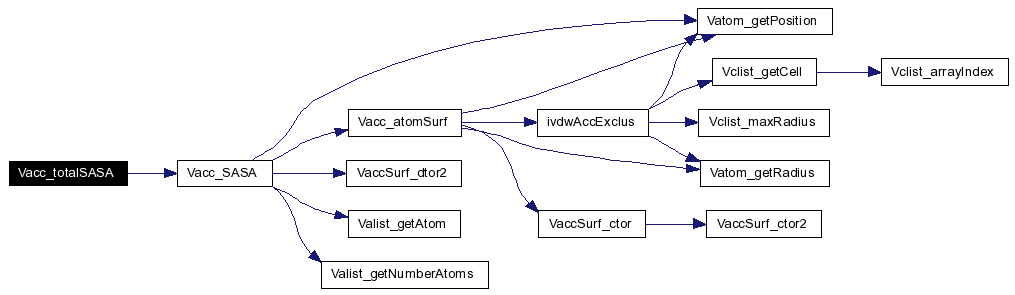 Vacc_totalSASA
Vacc_SASA
Vacc_atomSurf
VaccSurf_dtor2
Valist_getAtom
Valist_getNumberAtoms
ivdwAccExclus
VaccSurf_ctor
Vatom_getPosition
Vclist_getCell
Vclist_maxRadius
Vatom_getRadius
VaccSurf_ctor2
Vclist_arrayIndex